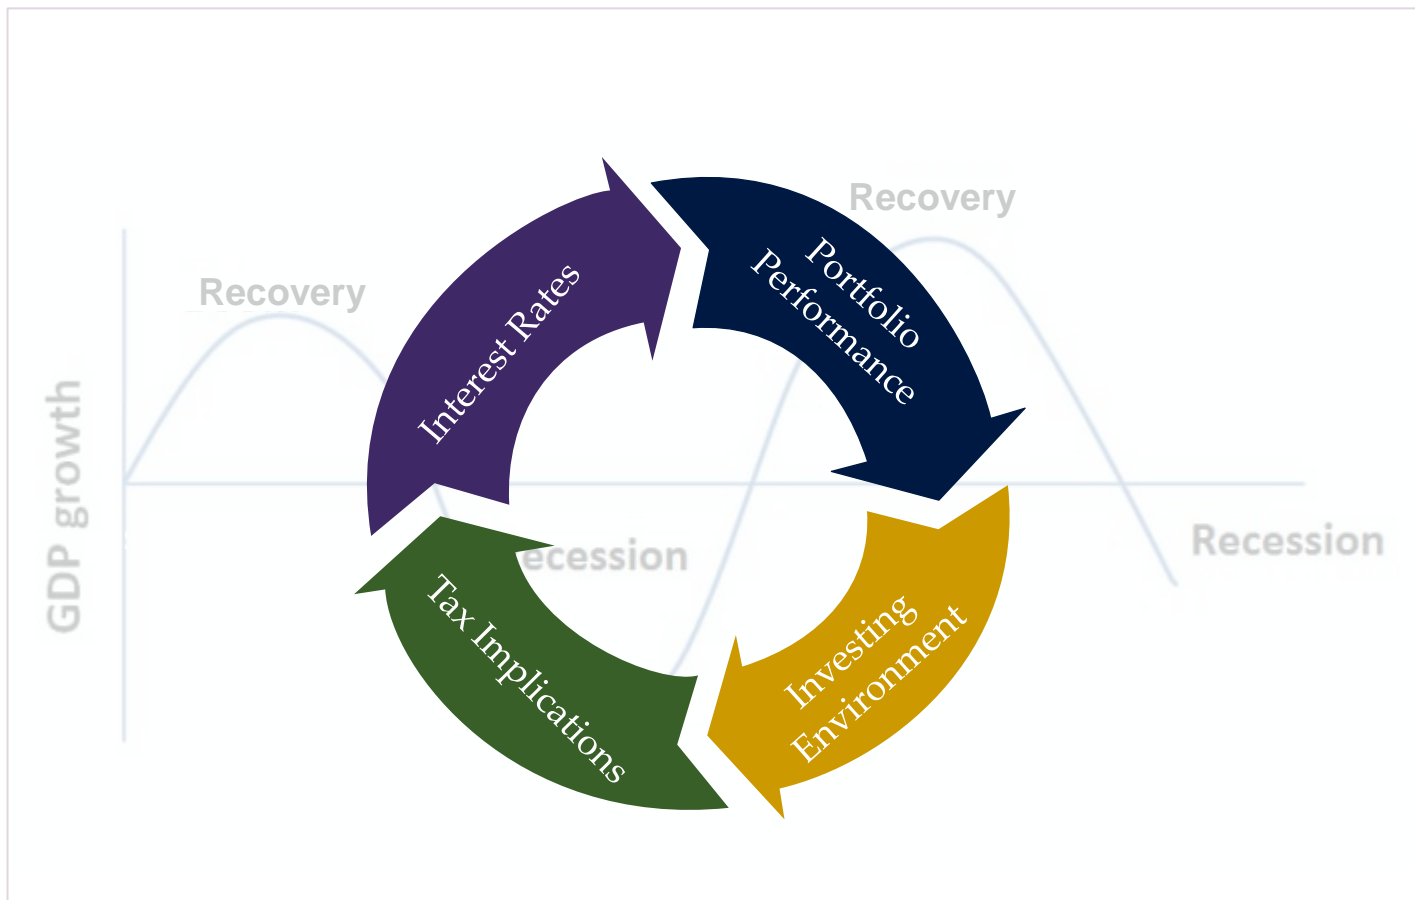 Recovery
Recovery
GDP growth
Interest Rates
Portfolio
Performance
ecession
Recession
Tax Implications
Investing
Environment